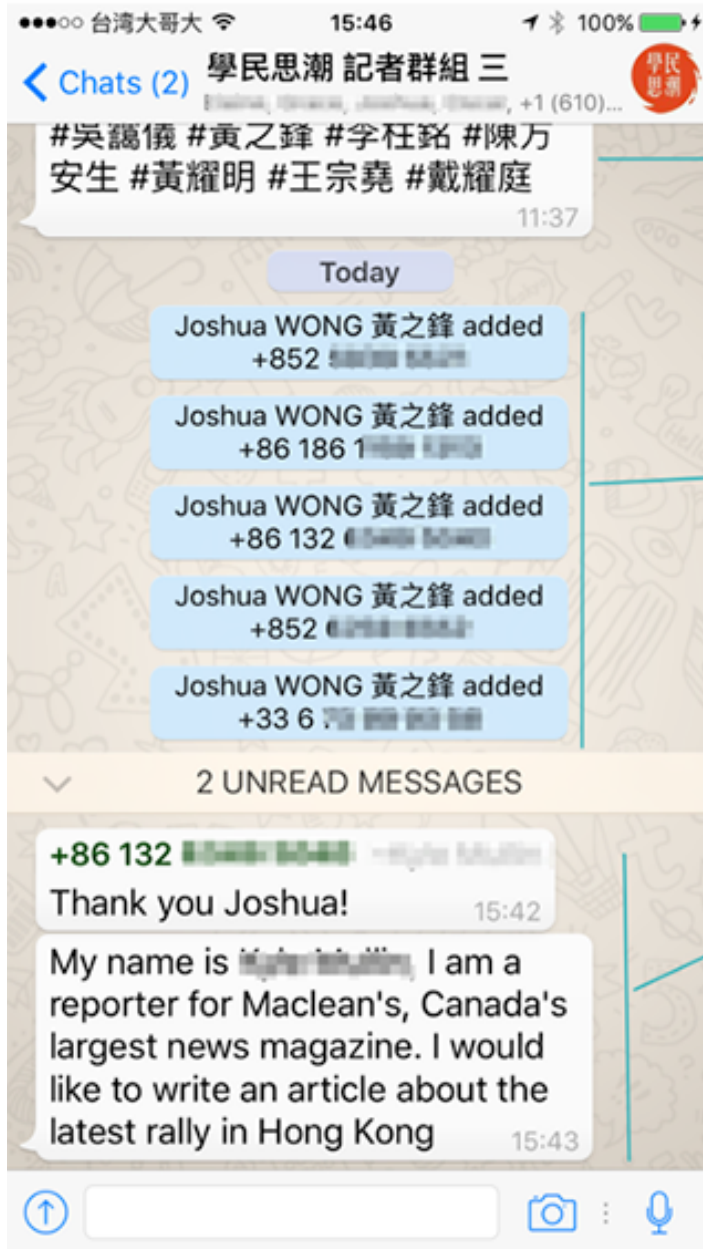 台湾大哥大 15:46 100%
Chats (2) 學民思潮 記者群組 三
, +1 (610)...
學民
思潮
#吳靄儀 #黃之鋒 #李柱銘 #陳方
安生 #黃耀明 #王宗堯 #戴耀庭
11:37
Today
Joshua WONG 黃之鋒 added
+852
Joshua WONG 黃之鋒 added
+86 186 1
Joshua WONG 黃之鋒 added
+86 132
Joshua WONG 黃之鋒 added
+852
Joshua WONG 黃之鋒 added
+33 6
2 UNREAD MESSAGES
+86 132
Thank you Joshua!
15:42
My name is I am a
reporter for Maclean's, Canada's
largest news magazine. I would
like to write an article about the
latest rally in Hong Kong
15:43